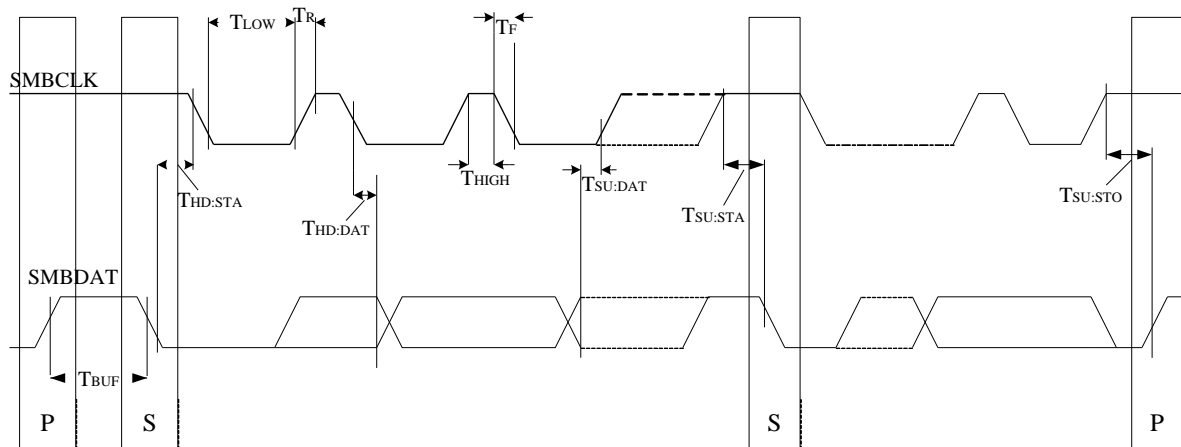 TLOW
TR
TF
SMBCLK
THD:STA
THD:DAT
THIGH
TSU:DAT
TSU:STA
TSU:STO
SMBDAT
TBUF
P
S
S
P